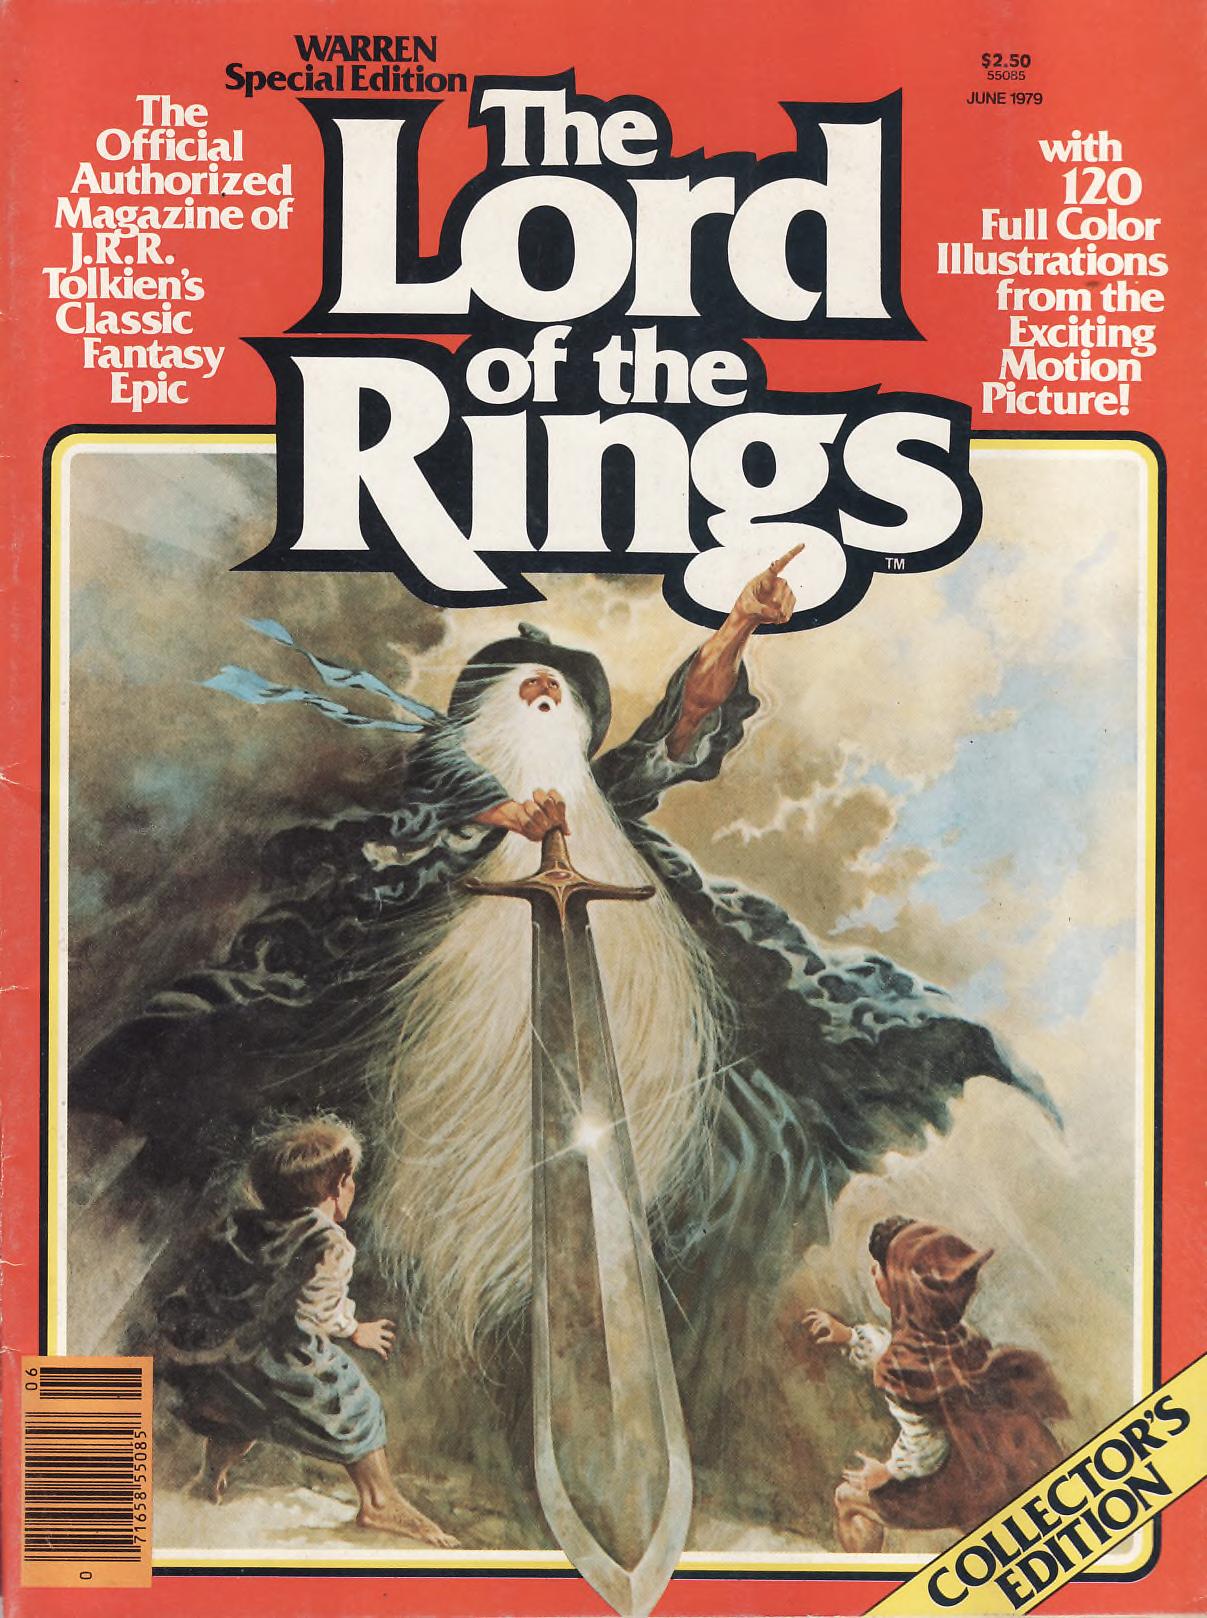 WARREN
Special Edition
$2.50
55085
JUNE 1979
The
Official
Authorized
Magazine of
J.R.R.
Tolkien's
Classic
Fantasy
Epic
The
Lord
of the
Rings
TM
with
120
Full Color
Illustrations
from the
Exciting
Motion
Picture!
06
71658 55085
0
COLLECTOR'S
EDITION